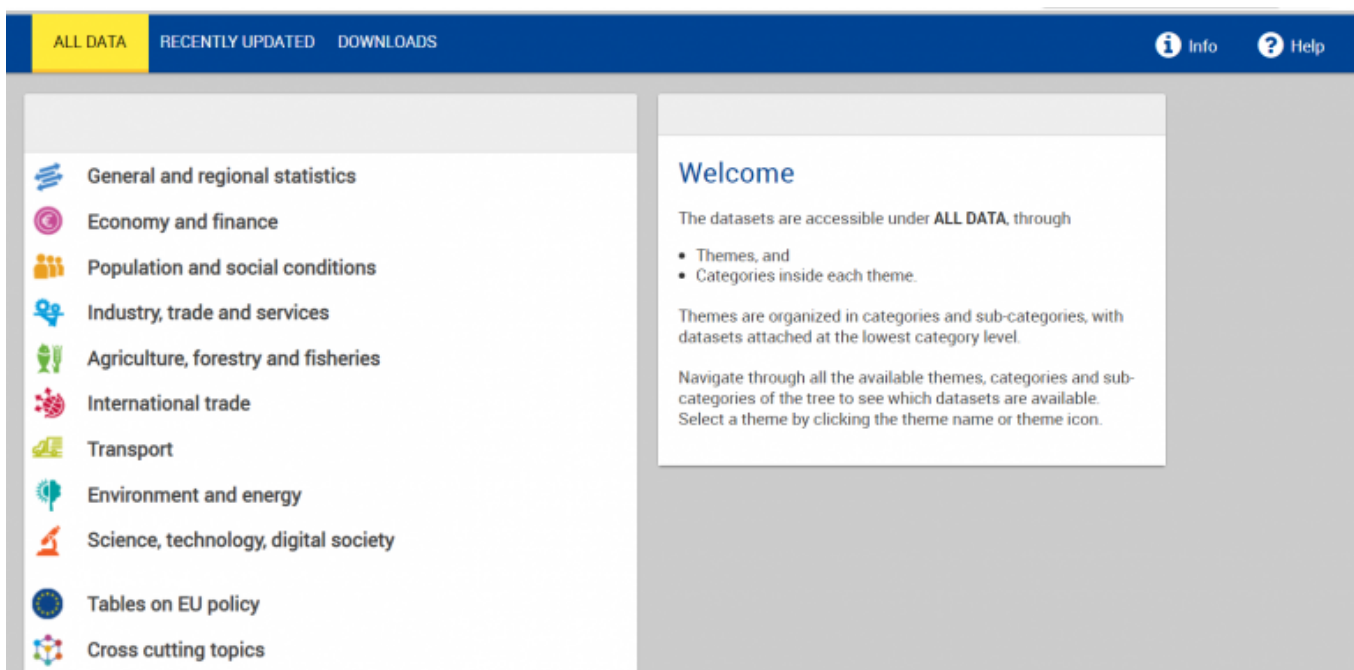 ALL DATA RECENTLY UPDATED DOWNLOADS Info Help
General and regional statistics
Economy and finance
Population and social conditions
Industry, trade and services
Agriculture, forestry and fisheries
International trade
Transport
Environment and energy
Science, technology, digital society
Tables on EU policy
Cross cutting topics
Welcome
The datasets are accessible under ALL DATA, through
• Themes, and
• Categories inside each theme.
Themes are organized in categories and sub-categories, with
datasets attached at the lowest category level.
Navigate through all the available themes, categories and sub-
categories of the tree to see which datasets are available.
Select a theme by clicking the theme name or theme icon.